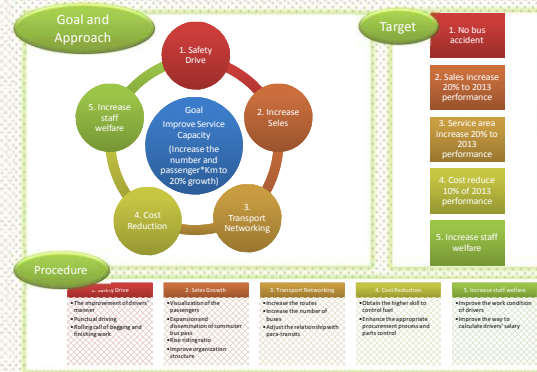 Goal and
Approach
1. Safety
Drive
2. Increase
Seles
3.
Transport
Networking
4. Cost
Reduction
5. Increase
staff
welfare
Goal
Improve Service
Capacity
(Increase the
number and
passenger*Km to
20% growth)
Target
1. No bus
accident
2. Sales increase
20% to 2013
performance
3. Service area
increase 20% to
2013
performance
4. Cost reduce
10% of 2013
performance
5. Increase staff
welfare
Procedure
1. Safety Drive
•The improvement of drivers'
manner
•Punctual driving
•Rolling call of begging and
finishing work
2. Sales Growth
•Visualization of the
passengers
•Expansion and
dissemination of commuter
bus pass
•Rise riding ratio
•Improve organization
structure
3. Transport Networking
•Increase the routes
•Increase the number of
buses
•Adjust the relationship with
para-transits
4. Cost Reduction
•Obtain the higher skill to
control fuel
•Enhance the appropriate
procurement process and
parts control
5. Increase staff welfare
•Improve the work condition
of drivers
•Improve the way to
calculate drivers' salary